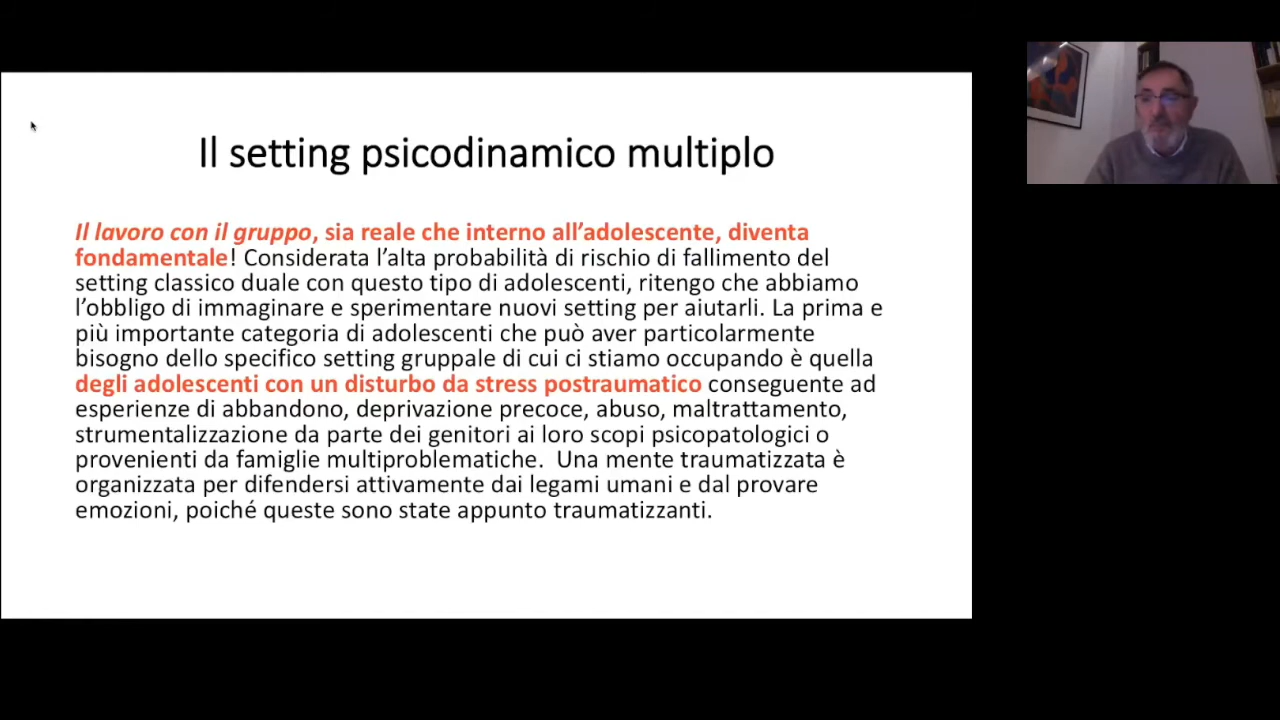 Il setting psicodinamico multiplo
Il lavoro con il gruppo, sia reale che interno all’adolescente, diventa
fondamentale! Considerata l’alta probabilità di rischio di fallimento del
setting classico duale con questo tipo di adolescenti, ritengo che abbiamo
l’obbligo di immaginare e sperimentare nuovi setting per aiutarli. La prima e
più importante categoria di adolescenti che può aver particolarmente
bisogno dello specifico setting gruppale di cui ci stiamo occupando è quella
degli adolescenti con un disturbo da stress postraumatico conseguente ad
esperienze di abbandono, deprivazione precoce, abuso, maltrattamento,
strumentalizzazione da parte dei genitori ai loro scopi psicopatologici o
provenienti da famiglie multiproblematiche.  Una mente traumatizzata è
organizzata per difendersi attivamente dai legami umani e dal provare
emozioni, poiché queste sono state appunto traumatizzanti.